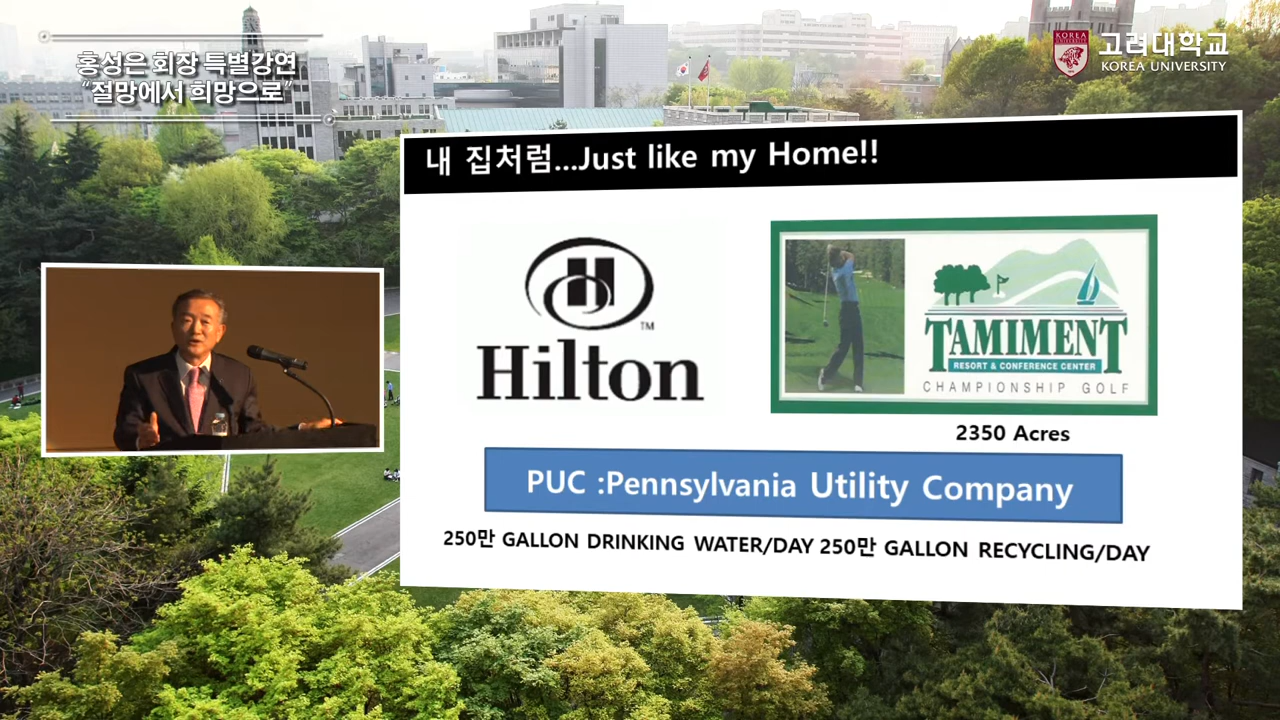 홍성은 회장 특별강연
“절망에서 희망으로”
KOREA
UNIVERSITY
고려대학교
KOREA UNIVERSITY
내 집처럼...Just like my Home!!
H
TM
Hilton
TAMIMENT
RESORT & CONFERENCE CENTER
CHAMPIONSHIP GOLF
2350 Acres
PUC :Pennsylvania Utility Company
250만 GALLON DRINKING WATER/DAY 250만 GALLON RECYCLING/DAY